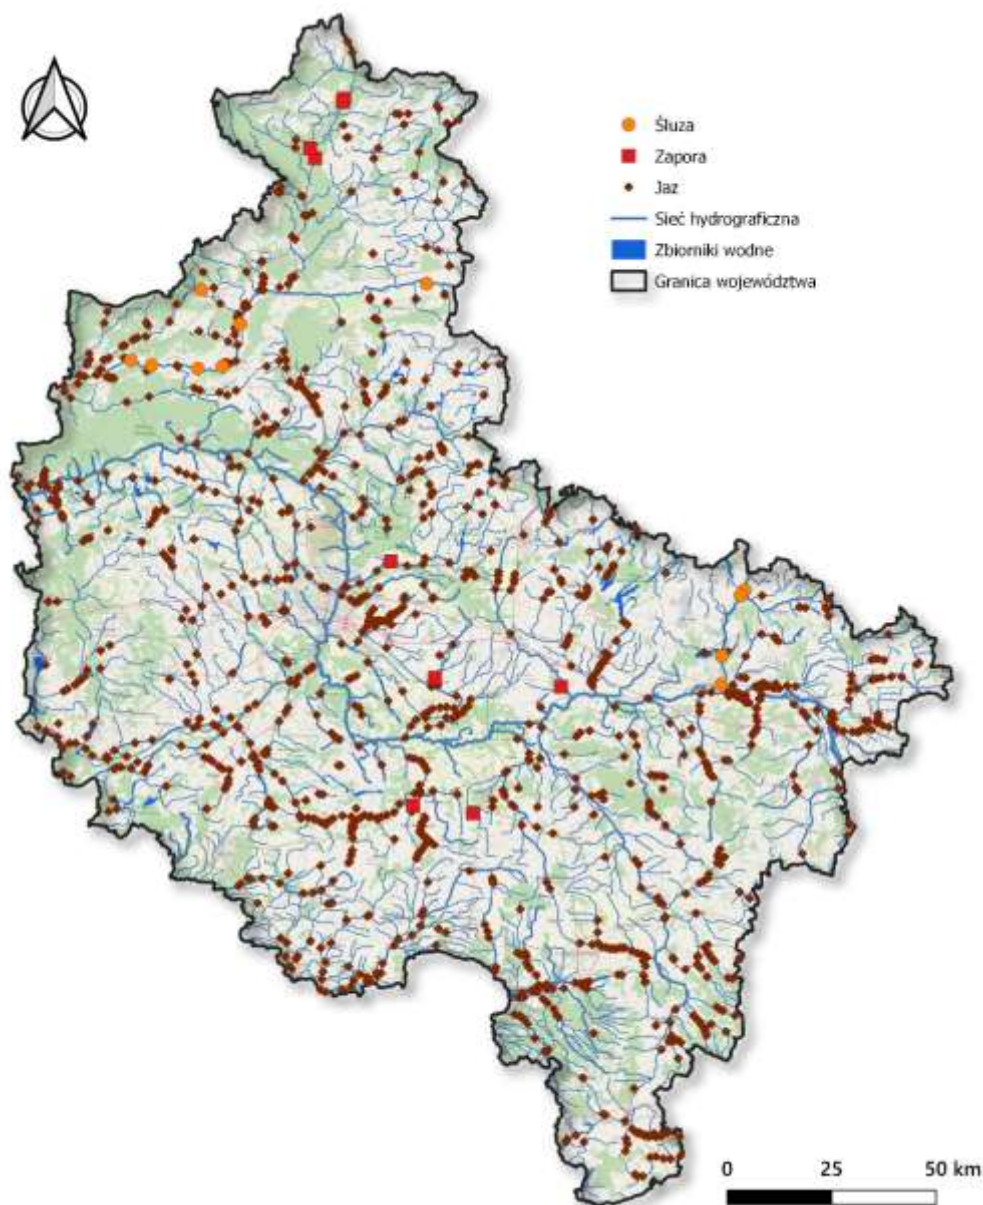 Śluza
Zapora
Jaz
Sieć hydrograficzna
Zbiorniki wodne
Granica województwa
0 25 50 km